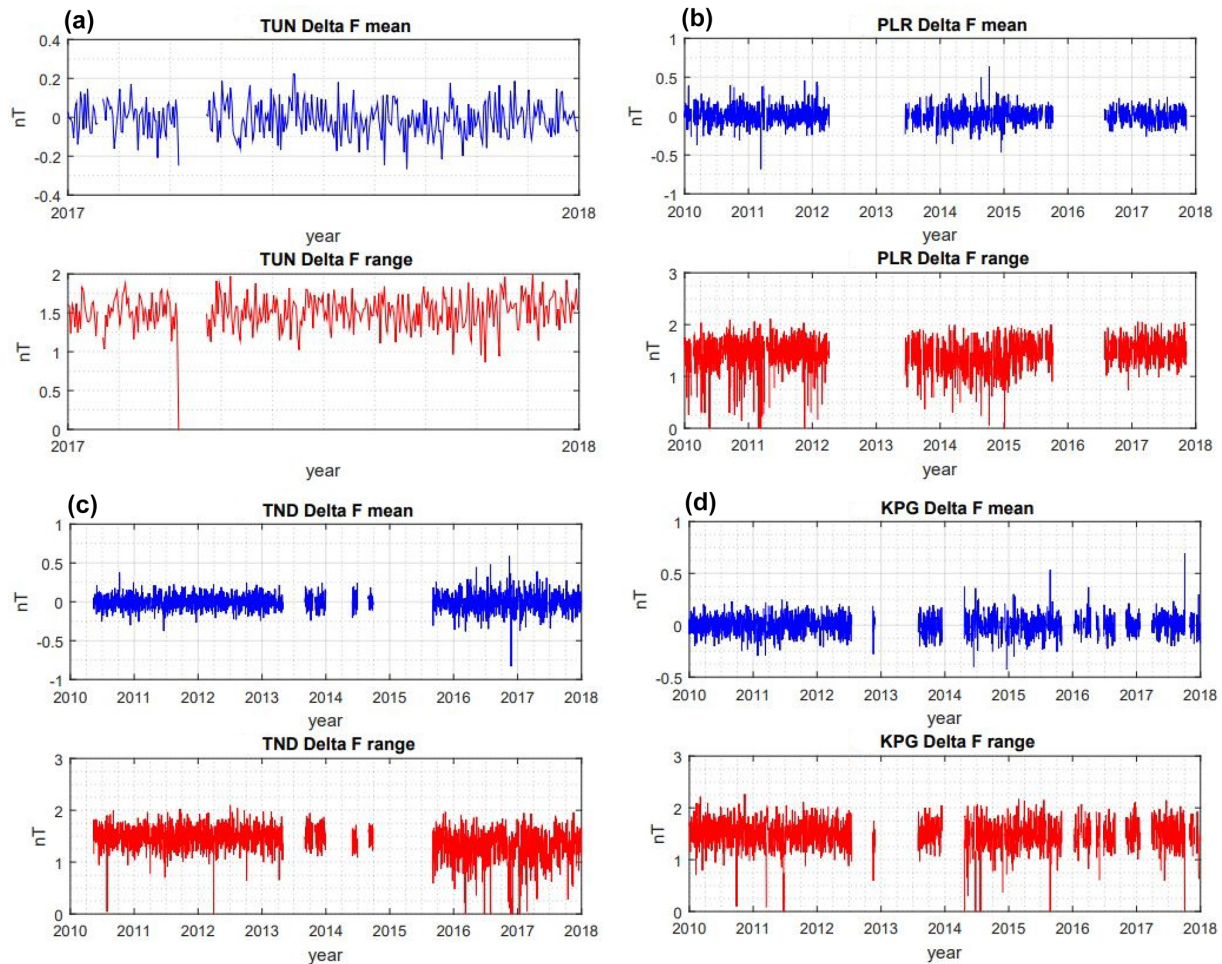 (a)
TUN Delta F mean
0.4
0.2
0
-0.2
-0.4
nT
2017 2018
year
TUN Delta F range
2
1.5
1
0.5
0
nT
2017 2018
year
(b)
PLR Delta F mean
1
0.5
0
-0.5
-1
nT
2010 2011 2012 2013 2014 2015 2016 2017 2018
year
PLR Delta F range
3
2
1
0
nT
2010 2011 2012 2013 2014 2015 2016 2017 2018
year
(c)
TND Delta F mean
1
0.5
0
-0.5
-1
nT
2010 2011 2012 2013 2014 2015 2016 2017 2018
year
TND Delta F range
3
2
1
0
nT
2010 2011 2012 2013 2014 2015 2016 2017 2018
year
(d)
KPG Delta F mean
1
0.5
0
-0.5
nT
2010 2011 2012 2013 2014 2015 2016 2017 2018
year
KPG Delta F range
3
2
1
0
nT
2010 2011 2012 2013 2014 2015 2016 2017 2018
year